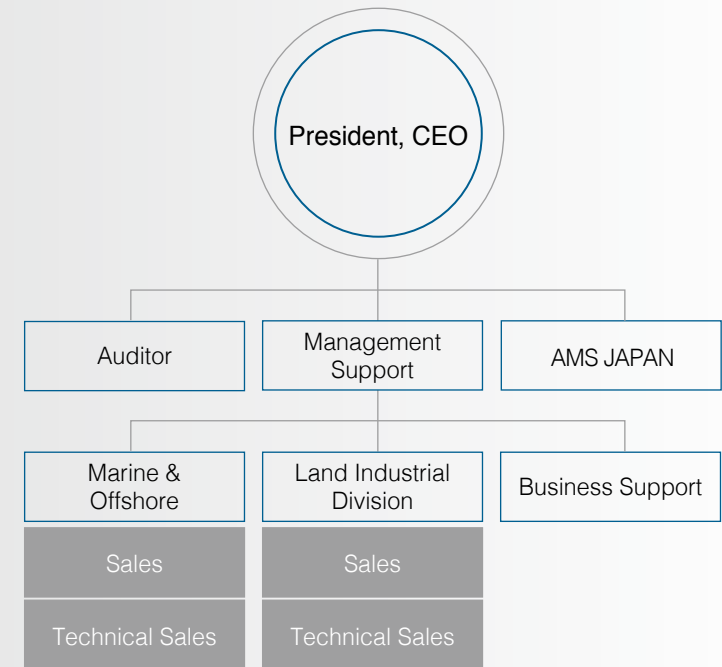 President, CEO
Auditor
Management
Support
AMS JAPAN
Marine &
Offshore
Land Industrial
Division
Business Support
Sales
Sales
Technical Sales
Technical Sales